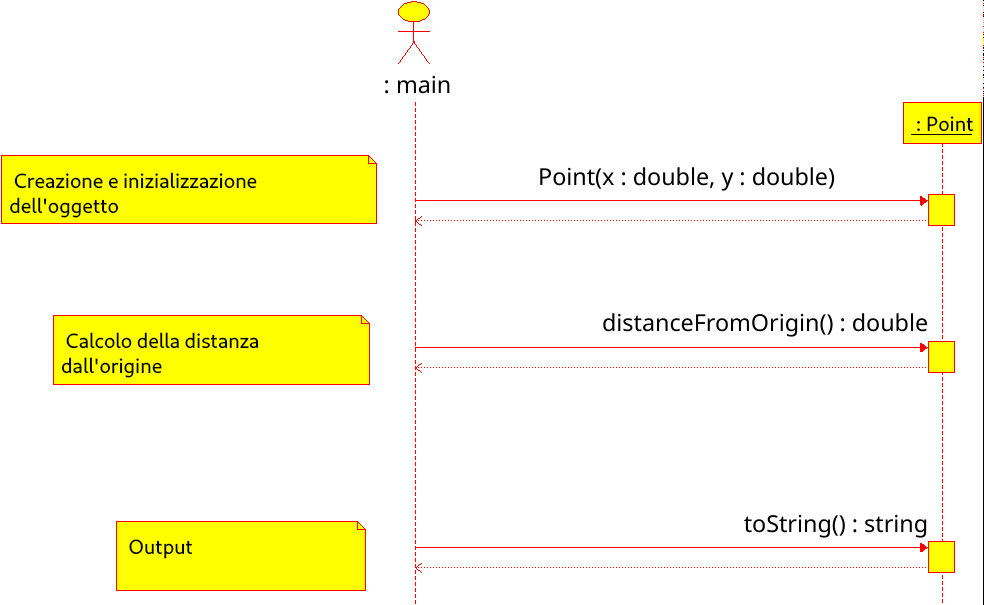 : main
: Point
Creazione e inizializzazione
dell'oggetto
Point(x : double, y : double)
Calcolo della distanza
dall'origine
distanceFromOrigin() : double
Output
toString() : string